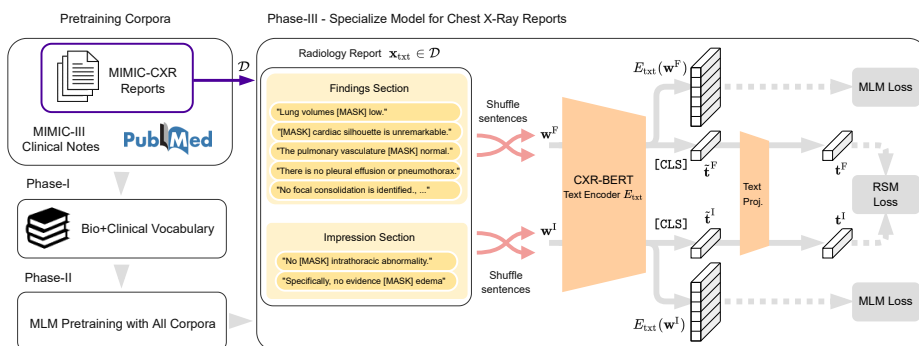 Pretraining Corpora
MIMIC-CXR
Reports
MIMIC-III
Clinical Notes
PubMed
Phase-I
Bio+Clinical Vocabulary
Phase-II
MLM Pretraining with All Corpora
𝒟
Phase-III - Specialize Model for Chest X-Ray Reports
Radiology Report x_txt ∈ 𝒟
Findings Section
"Lung volumes [MASK] low."
"[MASK] cardiac silhouette is unremarkable."
"The pulmonary vasculature [MASK] normal."
"There is no pleural effusion or pneumothorax."
"No focal consolidation is identified., ..."
Impression Section
"No [MASK] intrathoracic abnormality."
"Specifically, no evidence [MASK] edema"
Shuffle
sentences
w^F
w^I
Shuffle
sentences
CXR-BERT
Text Encoder E_txt
E_txt(w^F)
[CLS]
t̃^F
[CLS]
t̃^I
E_txt(w^I)
Text
Proj.
t^F
t^I
MLM Loss
RSM
Loss
MLM Loss